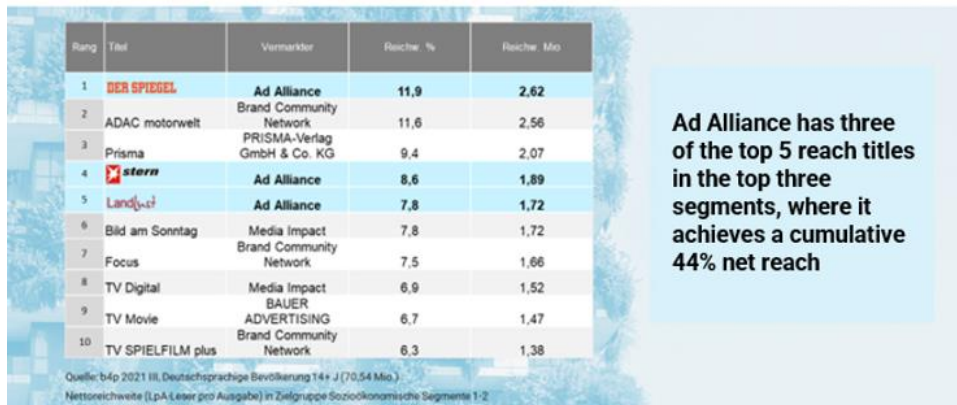 Rang Titel Vermarkter Reichw. % Reichw. Mio
1 DER SPIEGEL Ad Alliance 11,9 2,62
2 ADAC motorwelt Brand Community Network 11,6 2,56
3 Prisma PRISMA-Verlag GmbH & Co. KG 9,4 2,07
4 stern Ad Alliance 8,6 1,89
5 Landlust Ad Alliance 7,8 1,72
6 Bild am Sonntag Media Impact 7,8 1,72
7 Focus Brand Community Network 7,5 1,66
8 TV Digital Media Impact 6,9 1,52
9 TV Movie BAUER ADVERTISING 6,7 1,47
10 TV SPIELFILM plus Brand Community Network 6,3 1,38
Quelle: b4p 2021 III, Deutschsprachige Bevölkerung 14+ J (70,54 Mio.)
Nettoreichweite (LpA-Leser pro Ausgabe) in Zielgruppe Sozioökonomische Segmente 1-2
Ad Alliance has three
of the top 5 reach titles
in the top three
segments, where it
achieves a cumulative
44% net reach